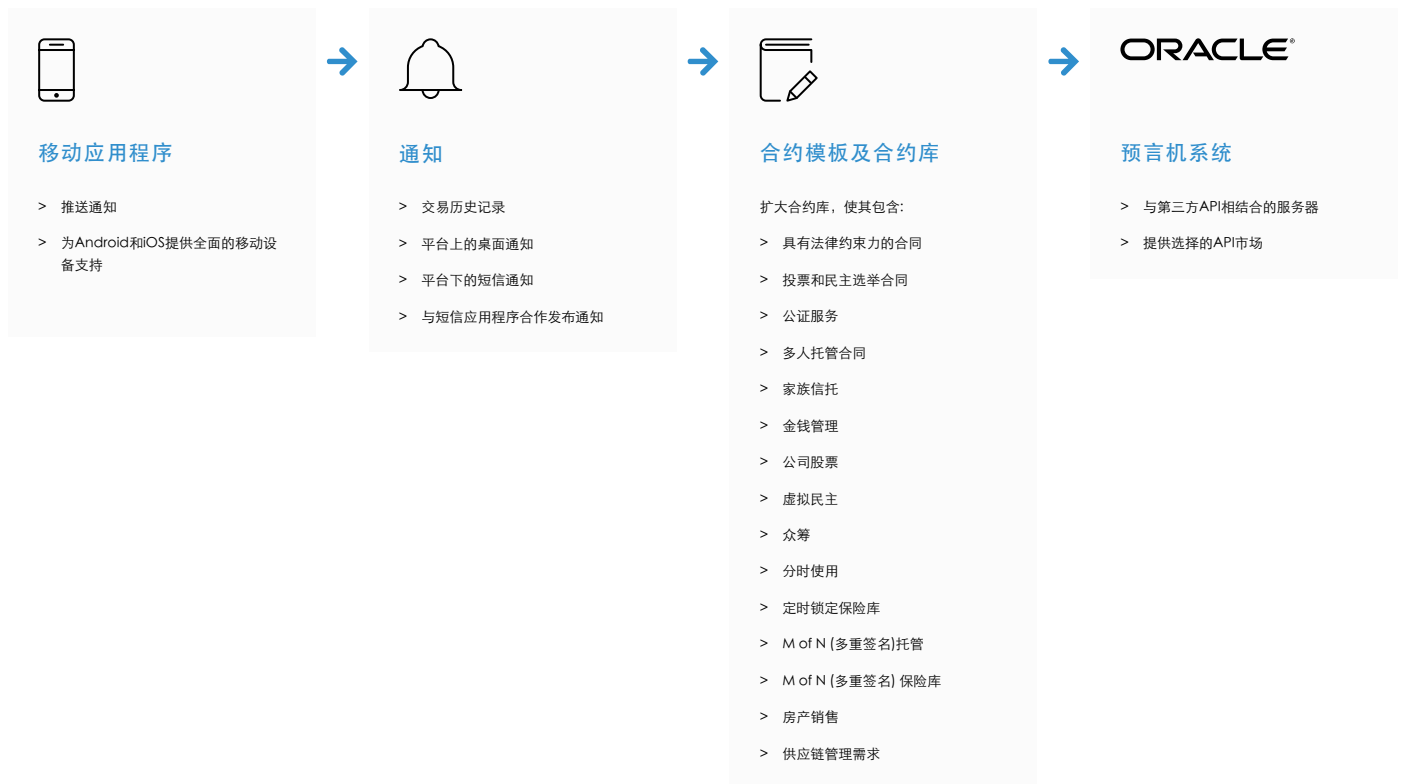 移动应用程序
> 推送通知
> 为Android和iOS提供全面的移动设
备支持
通知
> 交易历史记录
> 平台上的桌面通知
> 平台下的短信通知
> 与短信应用程序合作发布通知
合约模板及合约库
扩大合约库，使其包含:
> 具有法律约束力的合同
> 投票和民主选举合同
> 公证服务
> 多人托管合同
> 家族信托
> 金钱管理
> 公司股票
> 虚拟民主
> 众筹
> 分时使用
> 定时锁定保险库
> M of N (多重签名)托管
> M of N (多重签名) 保险库
> 房产销售
> 供应链管理需求
ORACLE®
预言机系统
> 与第三方API相结合的服务器
> 提供选择的API市场